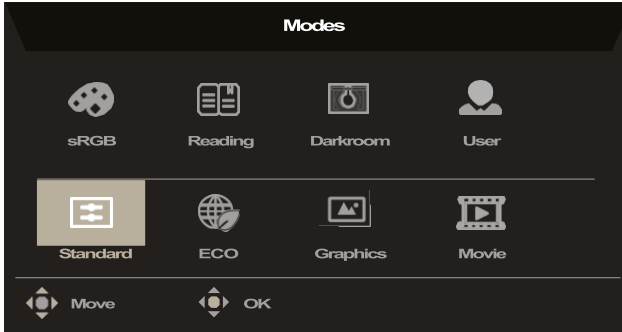 Modes
sRGB Reading Darkroom User
Standard ECO Graphics Movie
Move OK